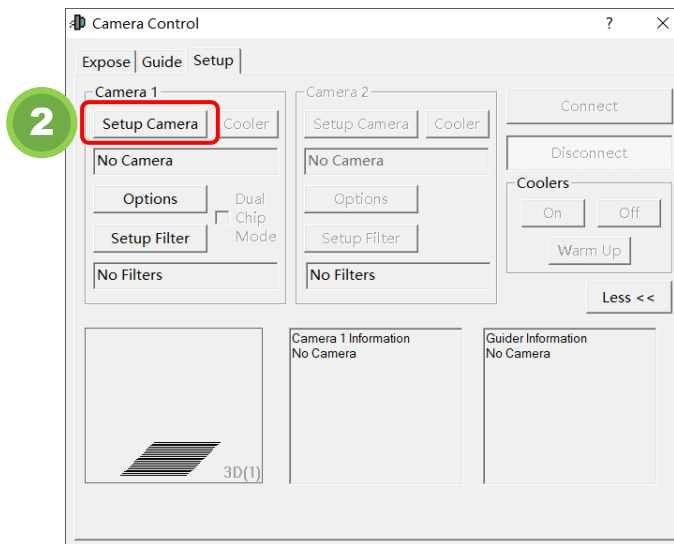 Camera Control
?
Expose Guide Setup
2
Camera 1
Setup Camera Cooler
No Camera
Options
Dual Chip Mode
Setup Filter
No Filters
Camera 2
Setup Camera Cooler
No Camera
Options
Setup Filter
No Filters
Connect
Disconnect
Coolers
On Off
Warm Up
Less <<
3D(1)
Camera 1 Information
No Camera
Guider Information
No Camera